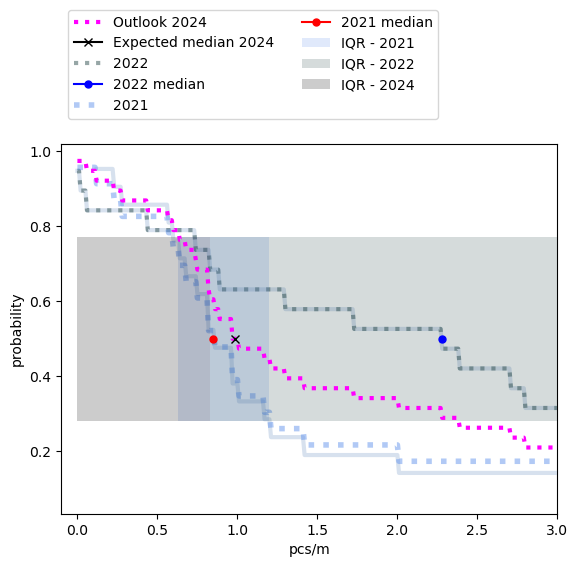 Outlook 2024
Expected median 2024
2022
2022 median
2021
2021 median
IQR - 2021
IQR - 2022
IQR - 2024
1.0
0.8
0.6
0.4
0.2
probability
0.0 0.5 1.0 1.5 2.0 2.5 3.0
pcs/m